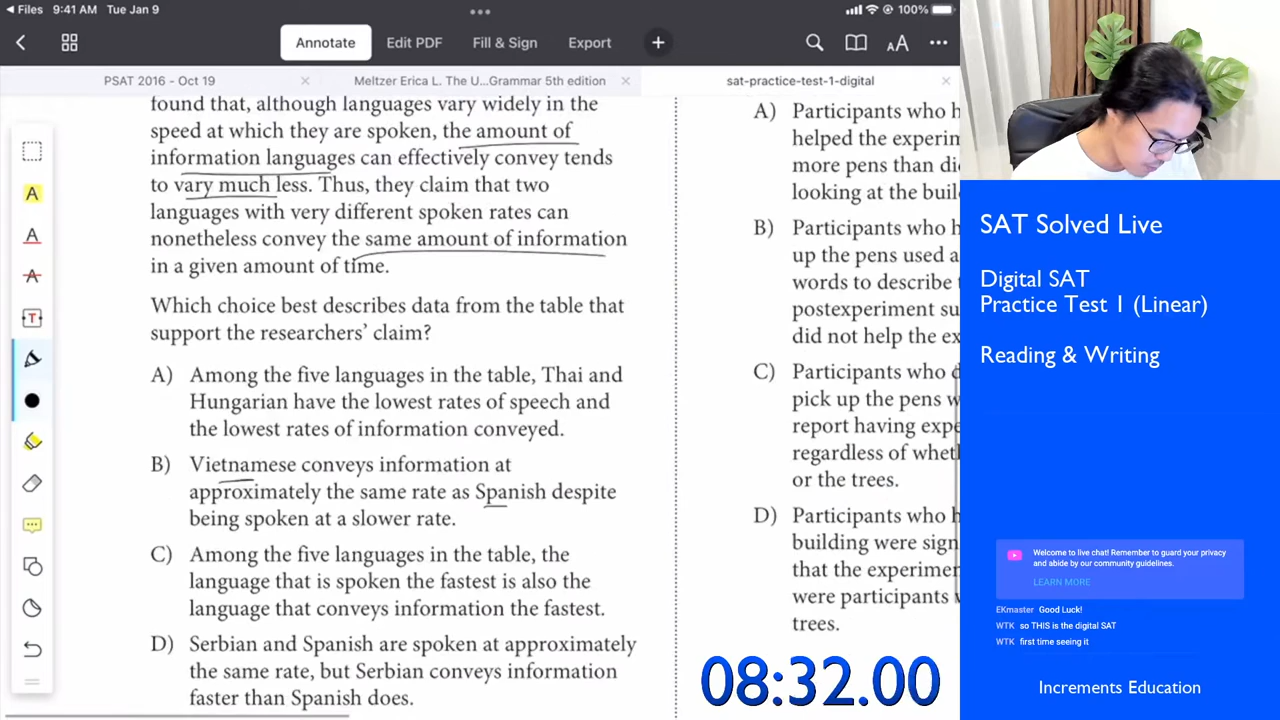 Files 9:41 AM Tue Jan 9
100%
Annotate Edit PDF Fill & Sign Export
AA
PSAT 2016 - Oct 19
Meltzer Erica L. The U...Grammar 5th edition
sat-practice-test-1-digital
A
A
A
T
found that, although languages vary widely in the
speed at which they are spoken, the amount of
information languages can effectively convey tends
to vary much less. Thus, they claim that two
languages with very different spoken rates can
nonetheless convey the same amount of information
in a given amount of time.
Which choice best describes data from the table that
support the researchers' claim?
A) Among the five languages in the table, Thai and
Hungarian have the lowest rates of speech and
the lowest rates of information conveyed.
B) Vietnamese conveys information at
approximately the same rate as Spanish despite
being spoken at a slower rate.
C) Among the five languages in the table, the
language that is spoken the fastest is also the
language that conveys information the fastest.
D) Serbian and Spanish are spoken at approximately
the same rate, but Serbian conveys information
faster than Spanish does.
A) Participants who h
helped the experim
more pens than did
looking at the buil
B) Participants who h
up the pens used a
words to describe t
postexperiment su
did not help the ex
C) Participants who d
pick up the pens w
report having expe
regardless of whet
or the trees.
D) Participants who h
building were sign
that the experimen
were participants w
trees.
08:32.00
SAT Solved Live
Digital SAT
Practice Test 1 (Linear)
Reading & Writing
Welcome to live chat! Remember to guard your privacy
and abide by our community guidelines.
LEARN MORE
EKmaster Good Luck!
WTK so THIS is the digital SAT
WTK first time seeing it
Increments Education